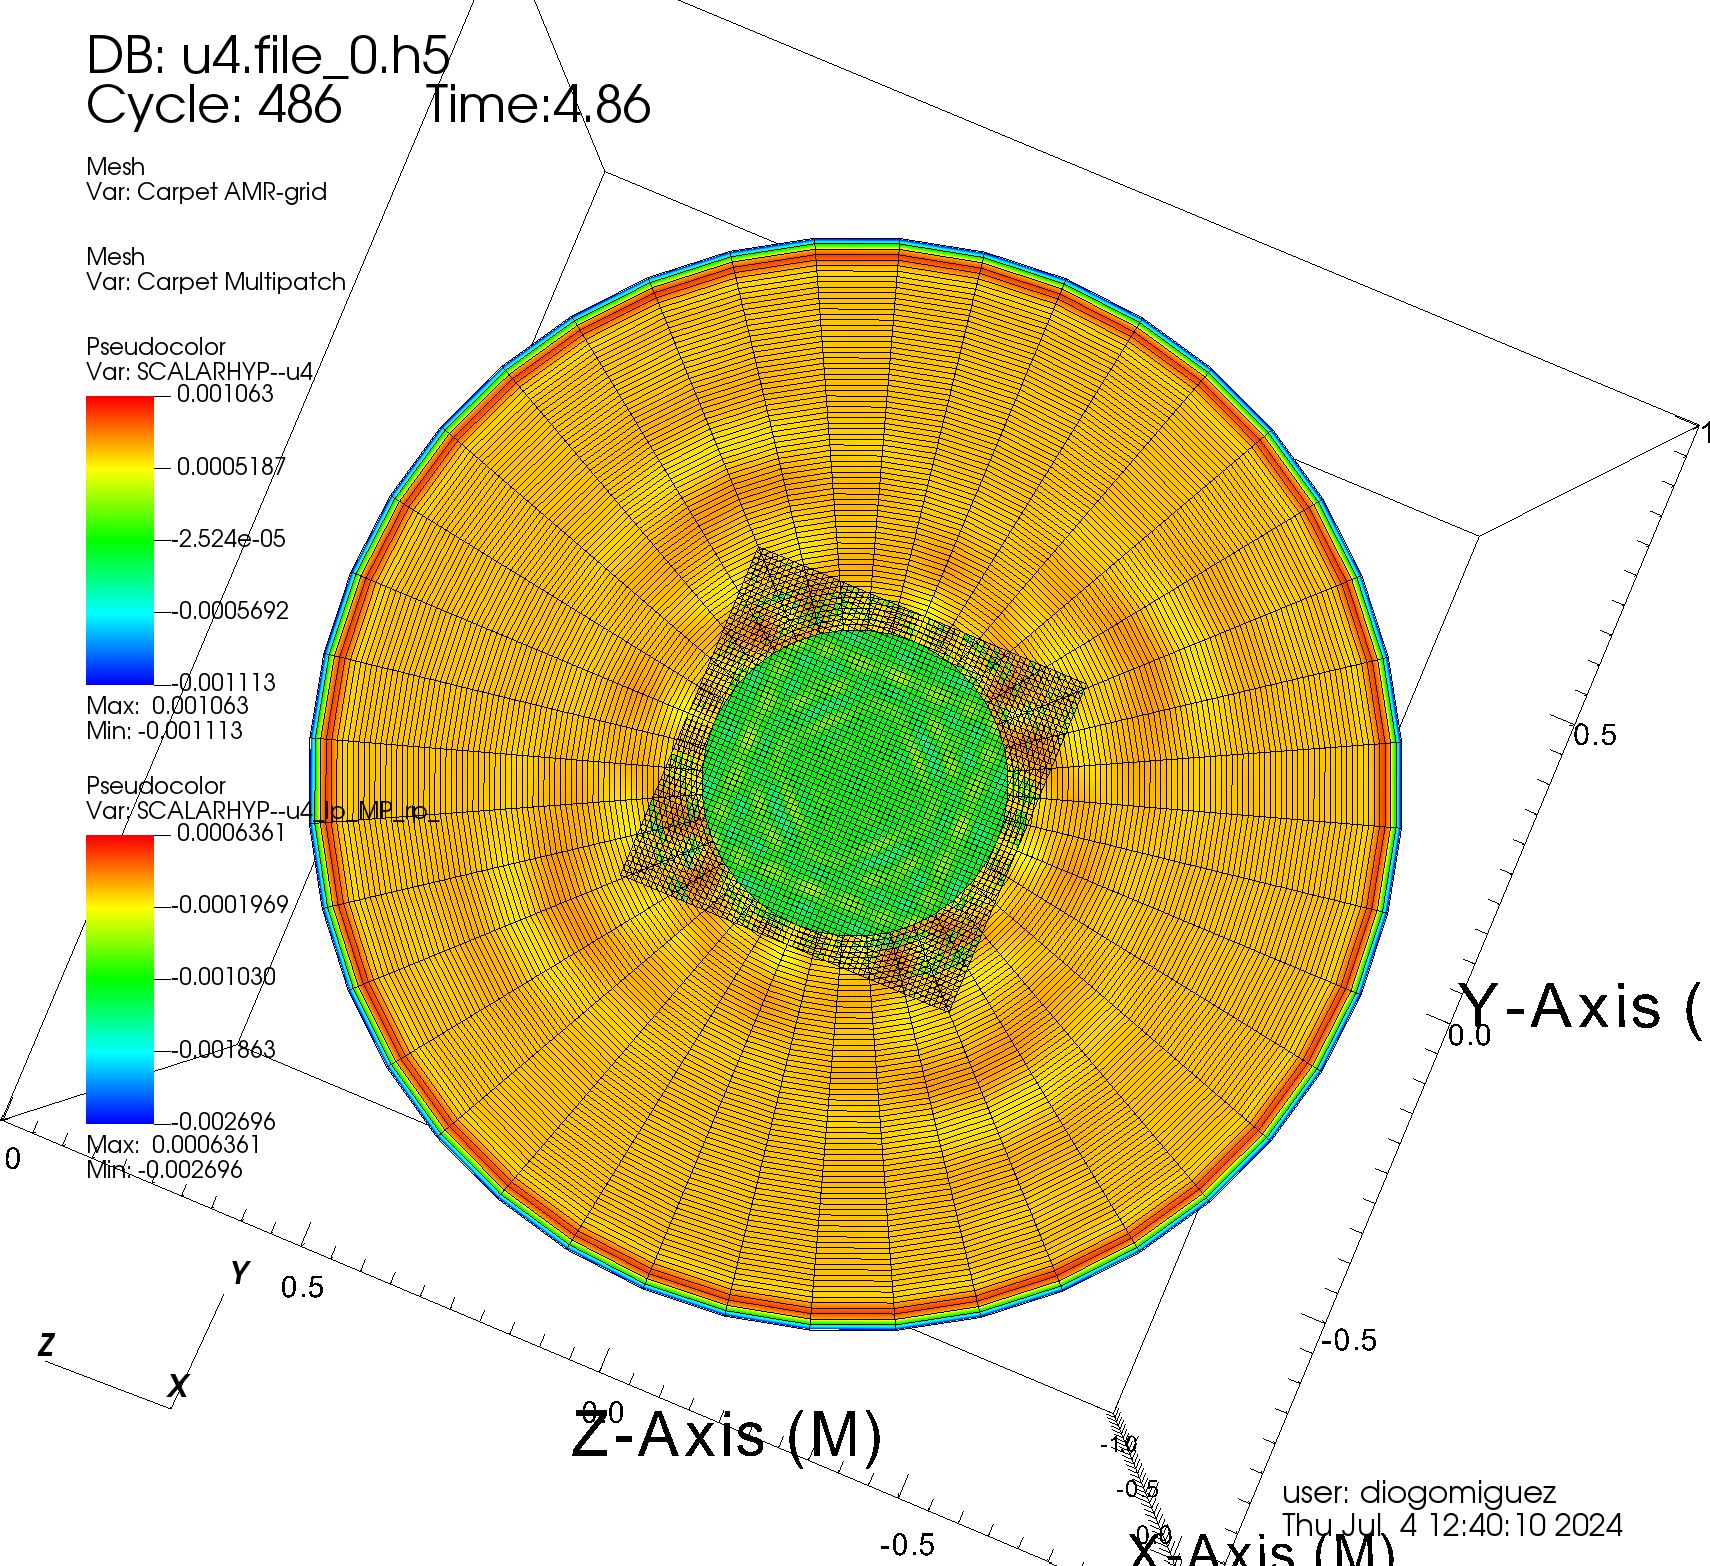 DB: u4.file_0.h5
Cycle: 486 Time:4.86
Mesh
Var: Carpet AMR-grid
Mesh
Var: Carpet Multipatch
Pseudocolor
Var: SCALARHYP--u4
0.001063
0.0005187
-2.524e-05
-0.0005692
-0.001113
Max: 0.001063
Min: -0.001113
Pseudocolor
Var: SCALARHYP--u4_lp_MP_rp_
0.0006361
-0.0001969
-0.001030
-0.001863
-0.002696
Max: 0.0006361
Min: -0.002696
1
0.5
Y-Axis (
0.0
-0.5
0
0.5
0.0
Z-Axis (M)
-0.5
Y
Z
X
-1.0
-0.5
0.0
X-Axis (M)
user: diogomiguez
Thu Jul 4 12:40:10 2024